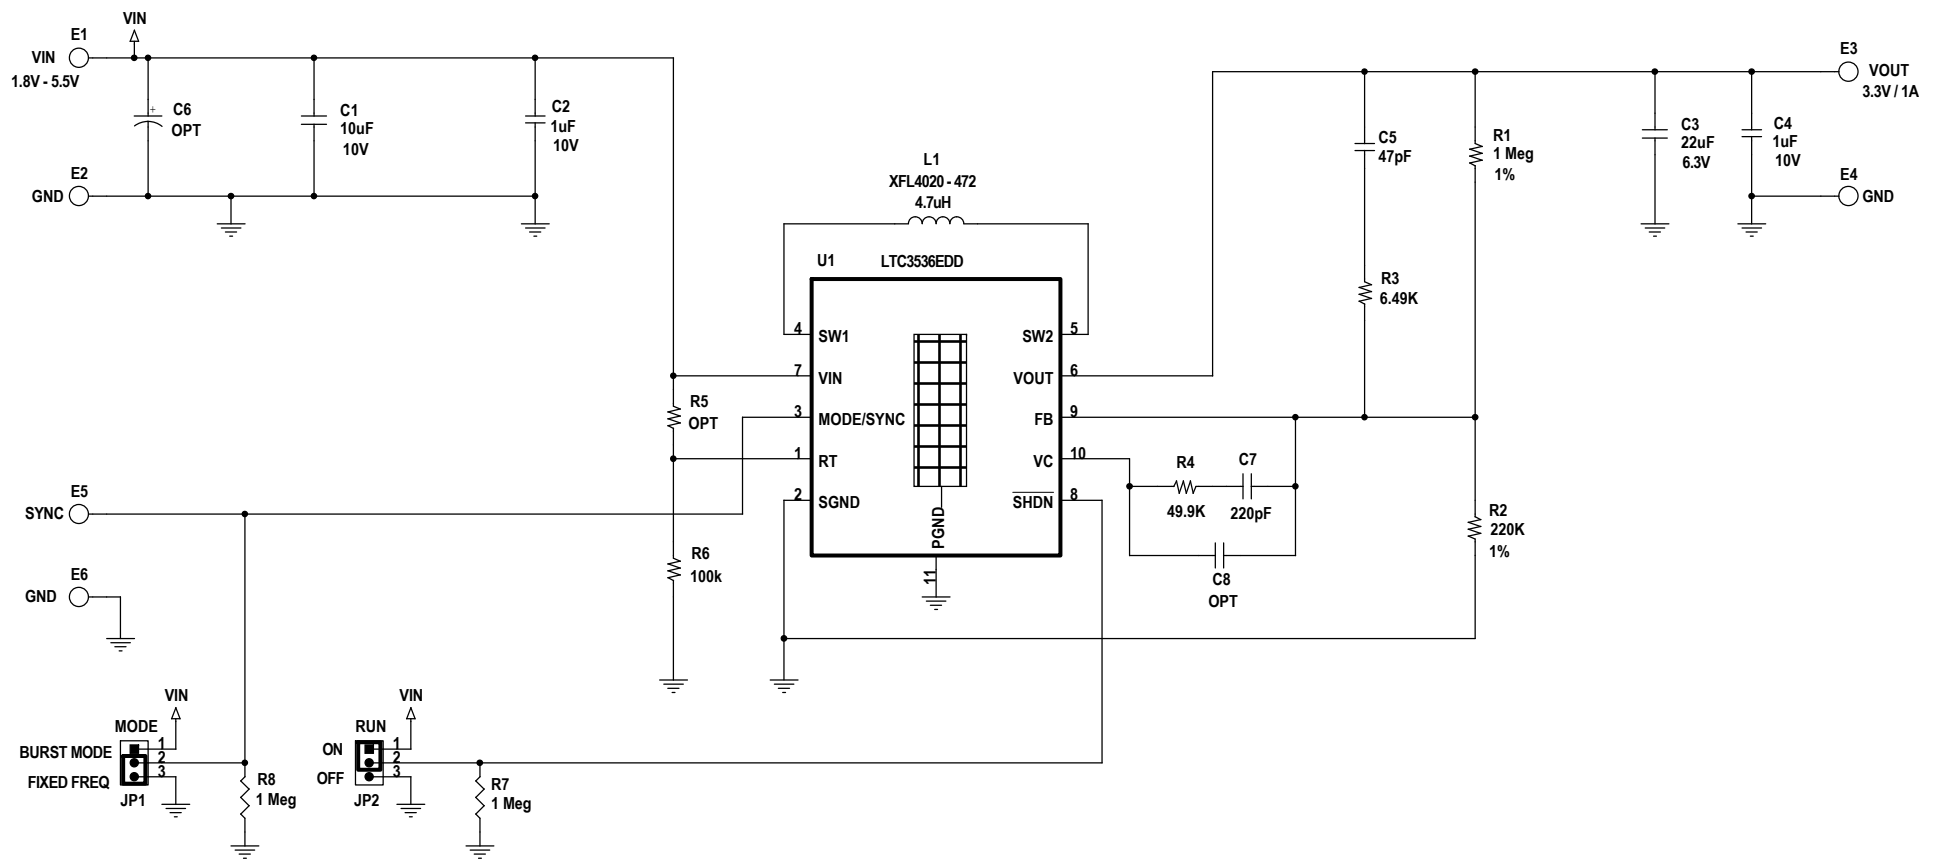 VIN
E1
VIN
1.8V - 5.5V
+
C6
OPT
C1
10uF
10V
C2
1uF
10V
E2
GND
E3
VOUT
3.3V / 1A
C5
47pF
R1
1 Meg
1%
C3
22uF
6.3V
C4
1uF
10V
E4
GND
L1
XFL4020 - 472
4.7uH
R3
6.49K
U1
LTC3536EDD
4
SW1
SW2
5
7
VIN
VOUT
6
R5
OPT
3
MODE/SYNC
FB
9
1
RT
VC
10
2
SGND
SHDN
8
PGND
11
R4
49.9K
C7
220pF
C8
OPT
R2
220K
1%
E5
SYNC
R6
100k
E6
GND
VIN
MODE
BURST MODE
FIXED FREQ
1
2
3
JP1
R8
1 Meg
VIN
RUN
ON
OFF
1
2
3
JP2
R7
1 Meg